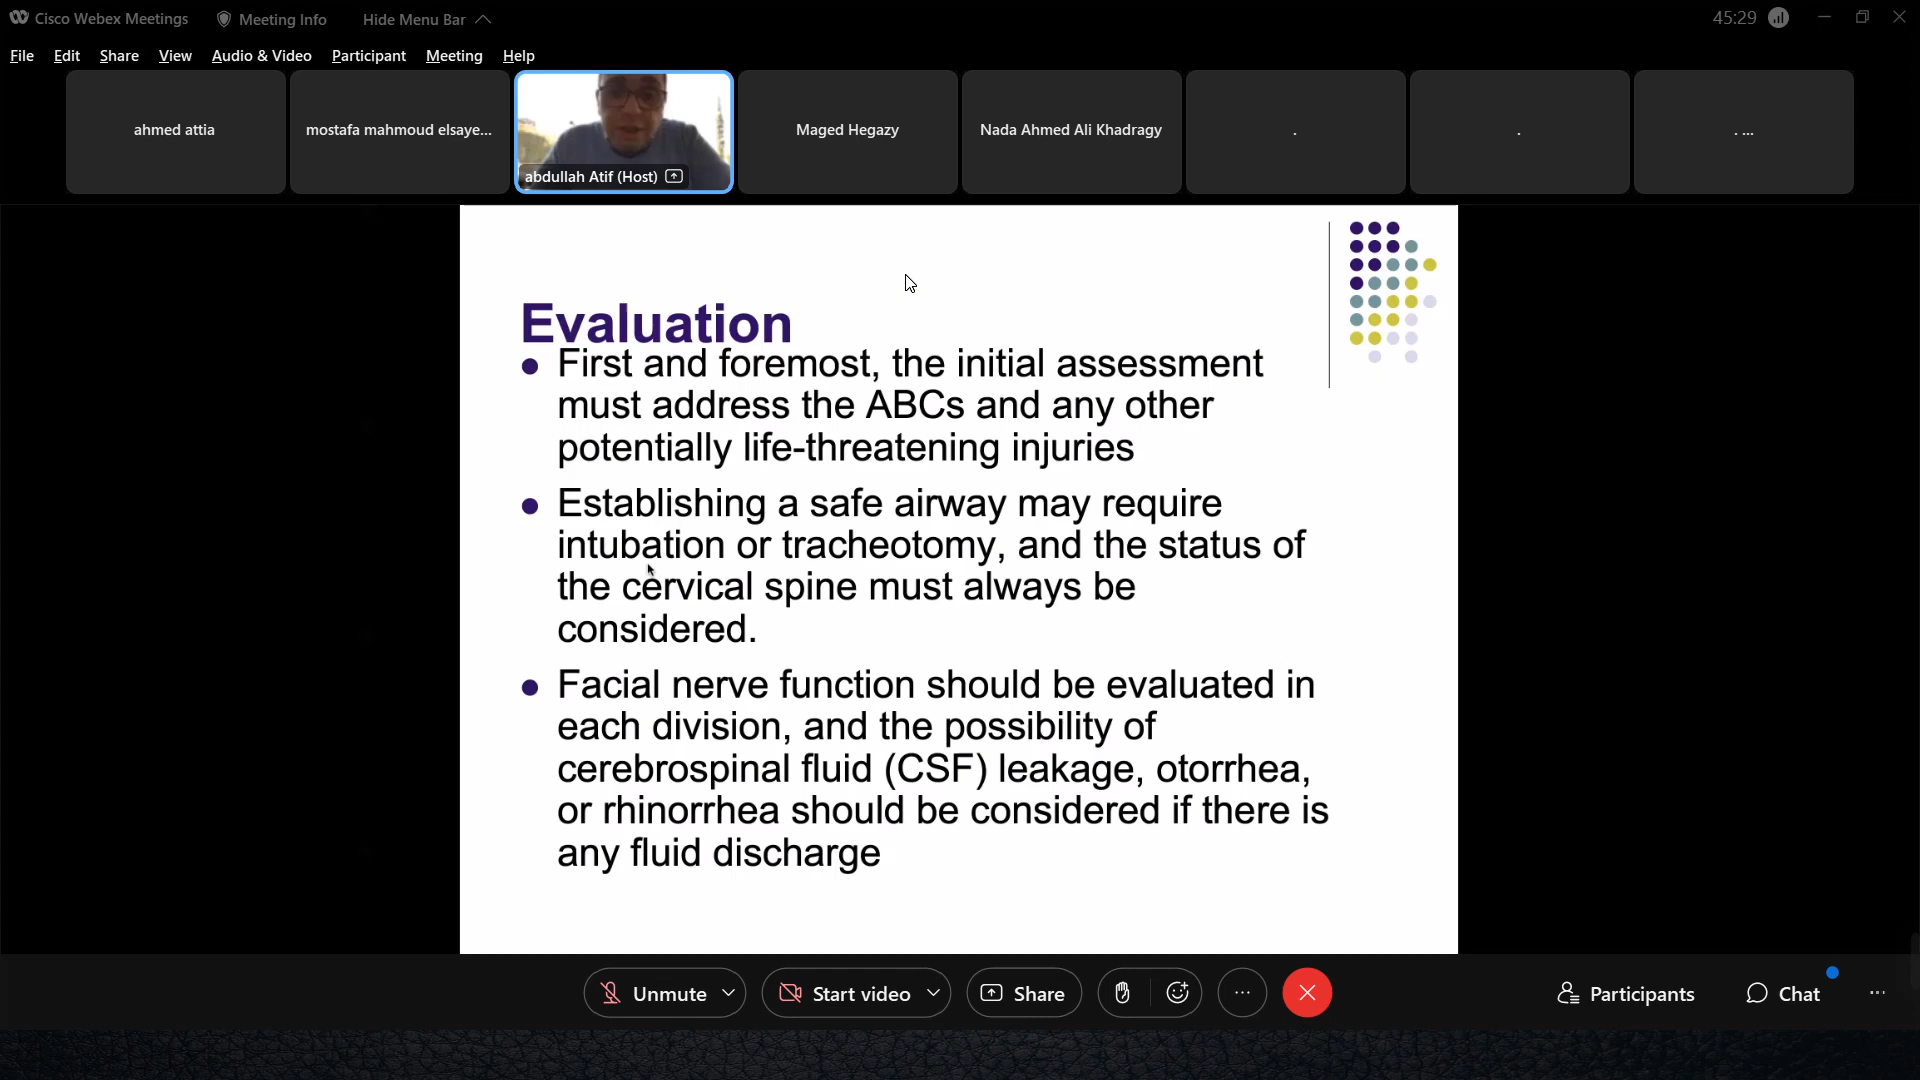 Cisco Webex Meetings Meeting Info Hide Menu Bar 45:29
File Edit Share View Audio & Video Participant Meeting Help
ahmed attia
mostafa mahmoud elsaye...
abdullah Atif (Host)
Maged Hegazy
Nada Ahmed Ali Khadragy
.
.
. ...
Evaluation
First and foremost, the initial assessment
must address the ABCs and any other
potentially life-threatening injuries
Establishing a safe airway may require
intubation or tracheotomy, and the status of
the cervical spine must always be
considered.
Facial nerve function should be evaluated in
each division, and the possibility of
cerebrospinal fluid (CSF) leakage, otorrhea,
or rhinorrhea should be considered if there is
any fluid discharge
Unmute Start video Share Participants Chat